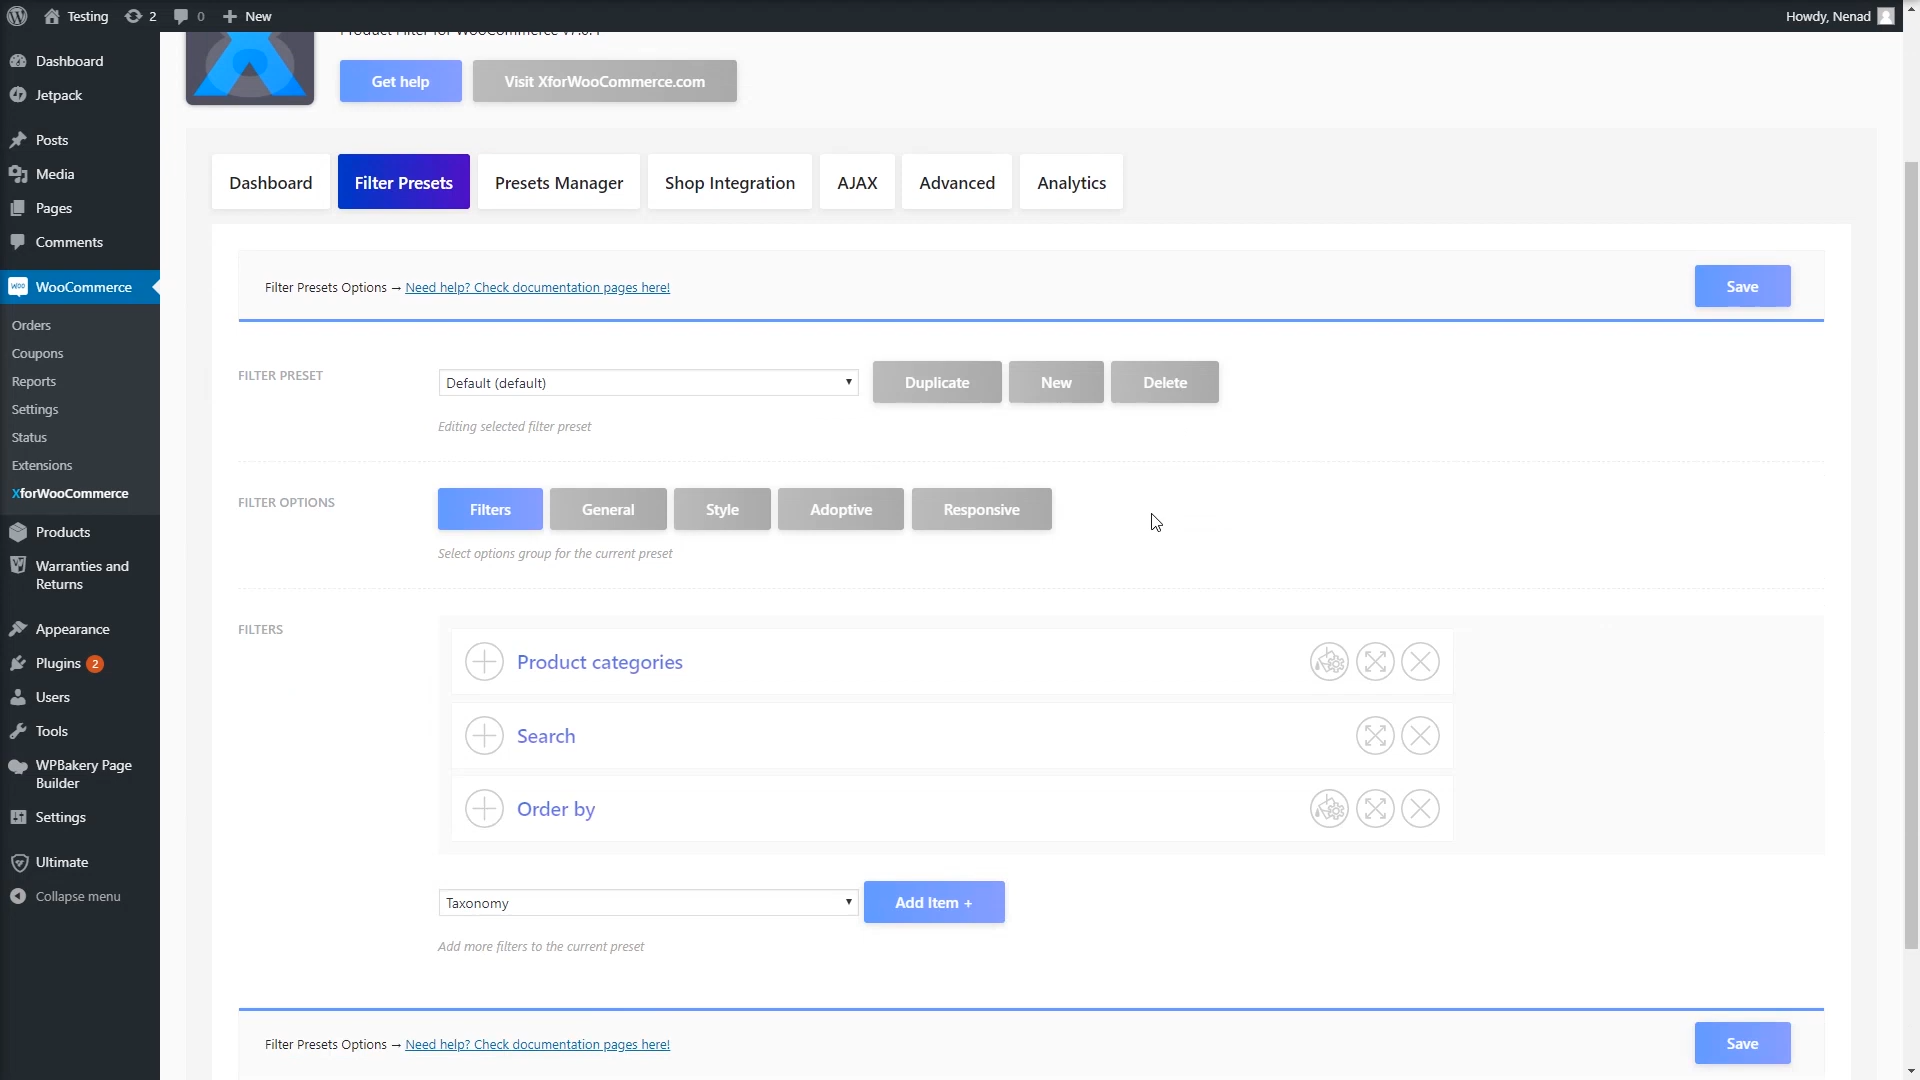 Testing 2 0 New Howdy, Nenad
Get help Visit XforWooCommerce.com
Dashboard
Jetpack
Posts
Media
Pages
Comments
WooCommerce
Orders
Coupons
Reports
Settings
Status
Extensions
XforWooCommerce
Products
Warranties and
Returns
Appearance
Plugins 2
Users
Tools
WPBakery Page
Builder
Settings
Ultimate
Collapse menu
Dashboard Filter Presets Presets Manager Shop Integration AJAX Advanced Analytics
Filter Presets Options → Need help? Check documentation pages here! Save
FILTER PRESET Default (default) Duplicate New Delete
Editing selected filter preset
FILTER OPTIONS Filters General Style Adoptive Responsive
Select options group for the current preset
FILTERS
Product categories
Search
Order by
Taxonomy Add Item +
Add more filters to the current preset
Filter Presets Options → Need help? Check documentation pages here! Save